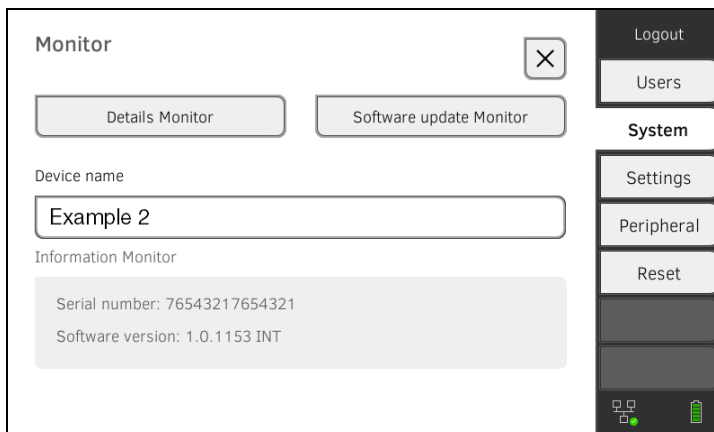 Monitor
Details Monitor
Software update Monitor
Device name
Example 2
Information Monitor
Serial number: 76543217654321
Software version: 1.0.1153 INT
Logout
Users
System
Settings
Peripheral
Reset